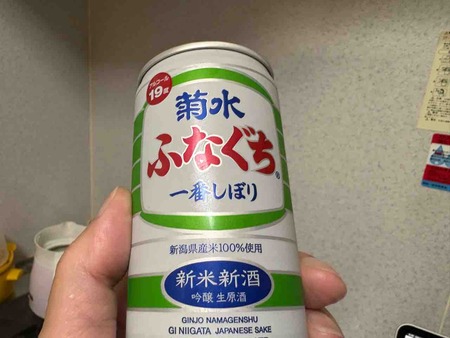 アルコール
19度
菊水
ふなぐち®
一番しぼり
新潟県産米100%使用
新米新酒
吟醸 生原酒
GINJO NAMAGENSHU
GI NIIGATA JAPANESE SAKE